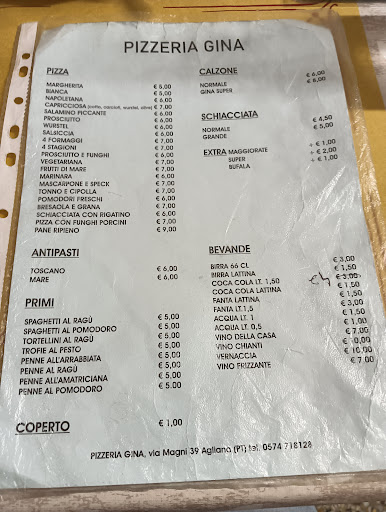 PIZZERIA GINA
PIZZA
MARGHERITA € 5,00
BIANCA € 5,00
NAPOLETANA € 6,00
CAPRICCIOSA (cotto, carciofi, wurstel, olive) € 7,00
SALAMINO PICCANTE € 6,00
PROSCIUTTO € 6,00
WURSTEL € 6,00
SALSICCIA € 6,00
4 FORMAGGI € 7,00
4 STAGIONI € 7,00
PROSCIUTTO E FUNGHI € 7,00
VEGETARIANA € 7,00
FRUTTI DI MARE € 7,00
MARINARA € 6,00
MASCARPONE E SPECK € 7,00
TONNO E CIPOLLA € 7,00
POMODORI FRESCHI € 6,00
BRESAOLA E GRANA € 7,00
SCHIACCIATA CON RIGATINO € 7,00
PIZZA CON FUNGHI PORCINI € 7,00
PANE RIPIENO € 9,00
CALZONE
NORMALE € 6,00
GINA SUPER € 8,00
SCHIACCIATA
NORMALE € 4,50
GRANDE € 5,00
EXTRA MAGGIORATE + € 1,00
SUPER + € 2,00
BUFALA + € 1,00
ANTIPASTI
TOSCANO € 6,00
MARE € 6,00
PRIMI
SPAGHETTI AL RAGÙ € 5,00
SPAGHETTI AL POMODORO € 5,00
TORTELLINI AL RAGÙ € 5,00
TROFIE AL PESTO € 5,00
PENNE ALL'ARRABBIATA € 5,00
PENNE AL RAGÙ € 5,00
PENNE ALL'AMATRICIANA € 5,00
PENNE AL POMODORO € 5,00
BEVANDE
BIRRA 66 CL € 3,00
BIRRA LATTINA € 1,50
COCA COLA LT. 1,50 €4 € 3,00
COCA COLA LATTINA € 1,50
FANTA LATTINA € 1,50
FANTA LT.1,5 € 3,00
ACQUA LT. 1 € 1,50
ACQUA LT. 0,5 € 1,00
VINO DELLA CASA € 7,00
VINO CHIANTI € 10,00
VERNACCIA € 10,00
VINO FRIZZANTE € 7,00
COPERTO € 1,00
PIZZERIA GINA, via Magni 39 Agliana (PT) tel. 0574 718128